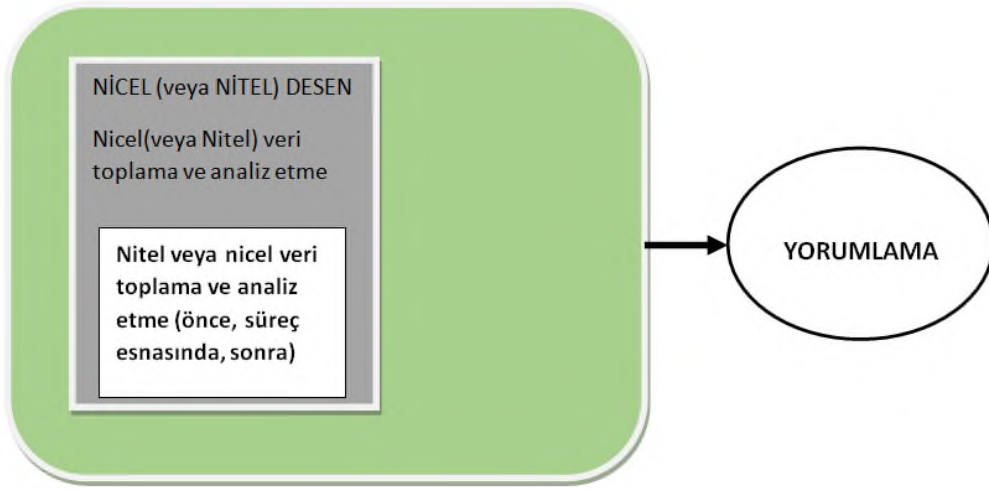 NİCEL (veya NİTEL) DESEN
Nicel(veya Nitel) veri
toplama ve analiz etme
Nitel veya nicel veri
toplama ve analiz
etme (önce, süreç
esnasında, sonra)
YORUMLAMA